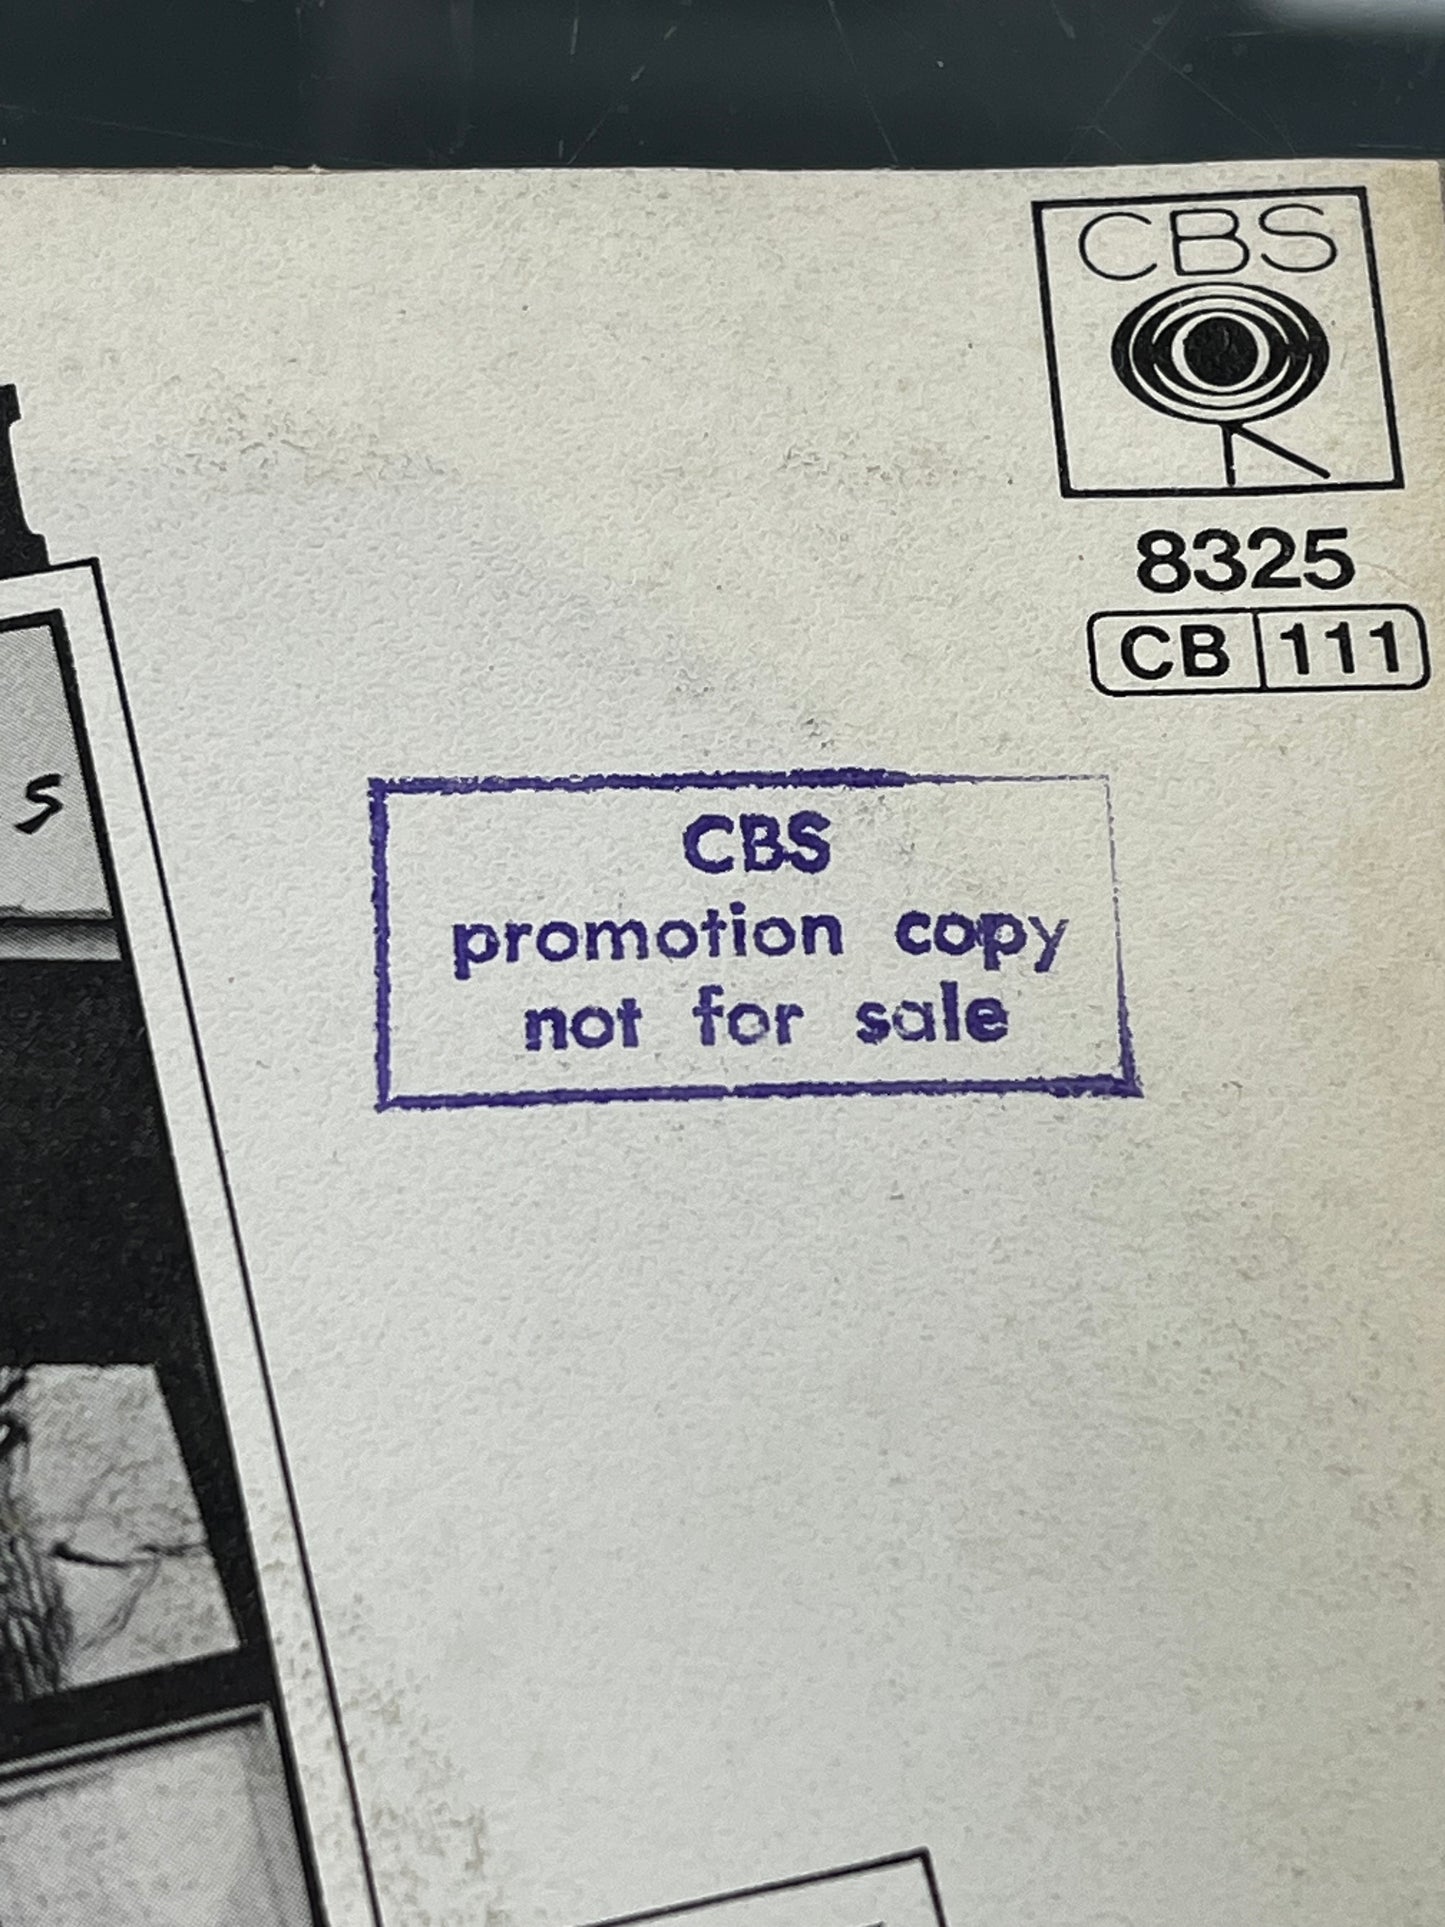 CBS
8325
CB 111
CBS
promotion copy
not for sale
s